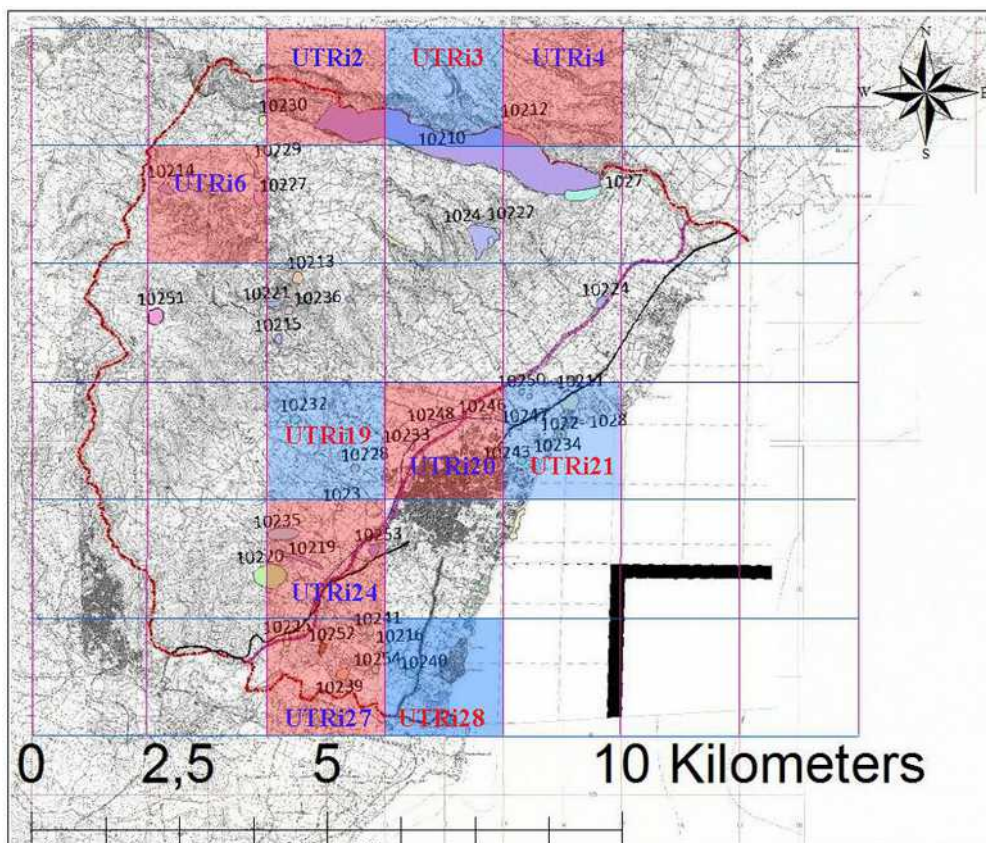 UTRi2 UTRi3 UTRi4
N
W E
S
10230 10212
10210
10229
10214
UTRi6 10227 1027
1024 10227
10213
10251 10221 10236 10224
10215
10250 10211
10232 10248 10246 10247 1022 1028
UTRi19 10233 10234
10228 UTRi20 10243 UTRi21
1023
10235 10253
10219
10220
UTRi24
10241
10225 10252 10216
10254 10240
10239
UTRi27 UTRi28
0 2,5 5 10 Kilometers